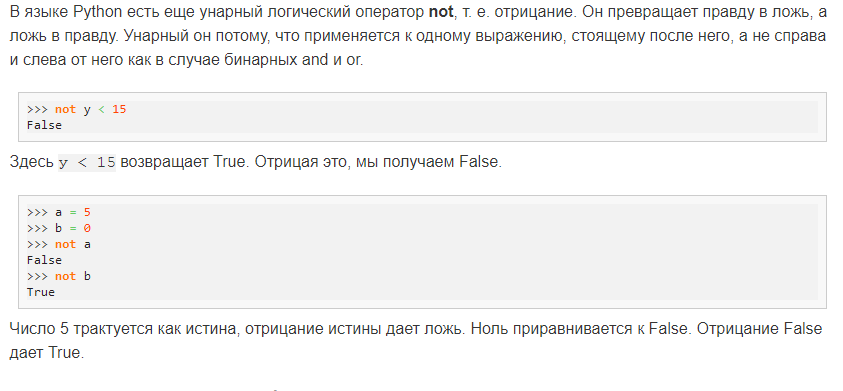 В языке Python есть еще унарный логический оператор not, т. е. отрицание. Он превращает правду в ложь, а
ложь в правду. Унарный он потому, что применяется к одному выражению, стоящему после него, а не справа
и слева от него как в случае бинарных and и or.
>>> not y < 15
False
Здесь y < 15 возвращает True. Отрицая это, мы получаем False.
>>> a = 5
>>> b = 0
>>> not a
False
>>> not b
True
Число 5 трактуется как истина, отрицание истины дает ложь. Ноль приравнивается к False. Отрицание False
дает True.